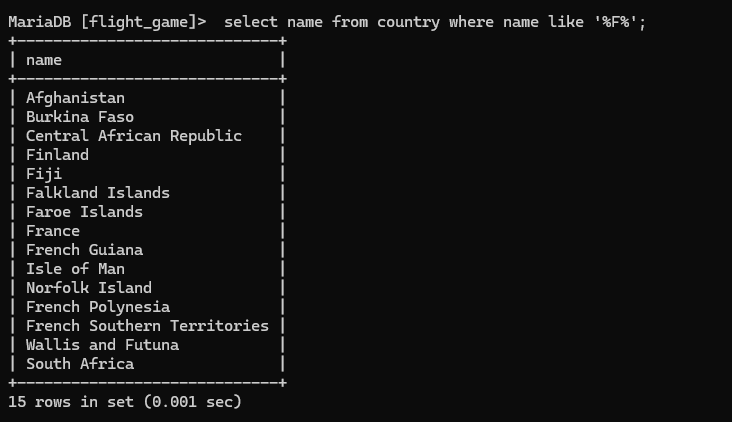 MariaDB [flight_game]>  select name from country where name like '%F%';
+-----------------------------+
| name                        |
+-----------------------------+
| Afghanistan                 |
| Burkina Faso                |
| Central African Republic    |
| Finland                     |
| Fiji                        |
| Falkland Islands            |
| Faroe Islands               |
| France                      |
| French Guiana               |
| Isle of Man                 |
| Norfolk Island              |
| French Polynesia            |
| French Southern Territories |
| Wallis and Futuna           |
| South Africa                |
+-----------------------------+
15 rows in set (0.001 sec)